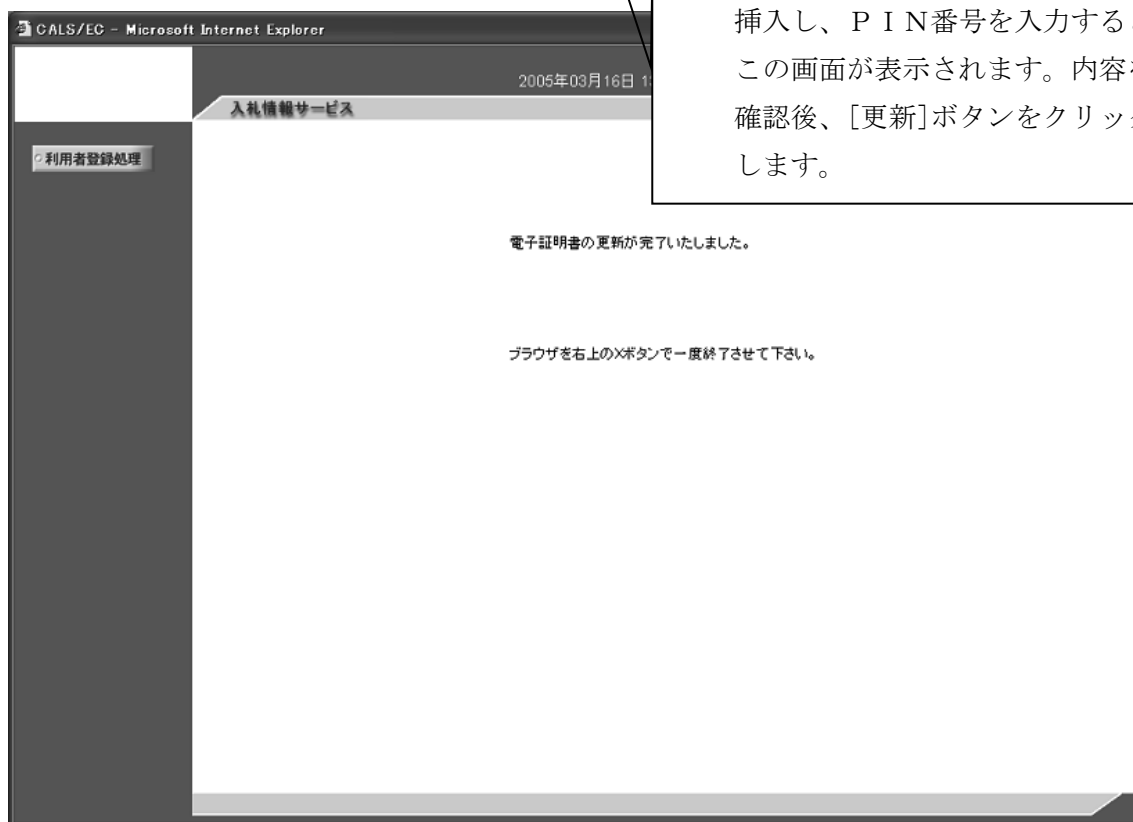 挿入し、ＰＩＮ番号を入力する
この画面が表示されます。内容
確認後、[更新]ボタンをクリッ
します。
CALS/EC - Microsoft Internet Explorer
2005年03月16日
入札情報サービス
利用者登録処理
電子証明書の更新が完了いたしました。
ブラウザを右上の×ボタンで一度終了させて下さい。